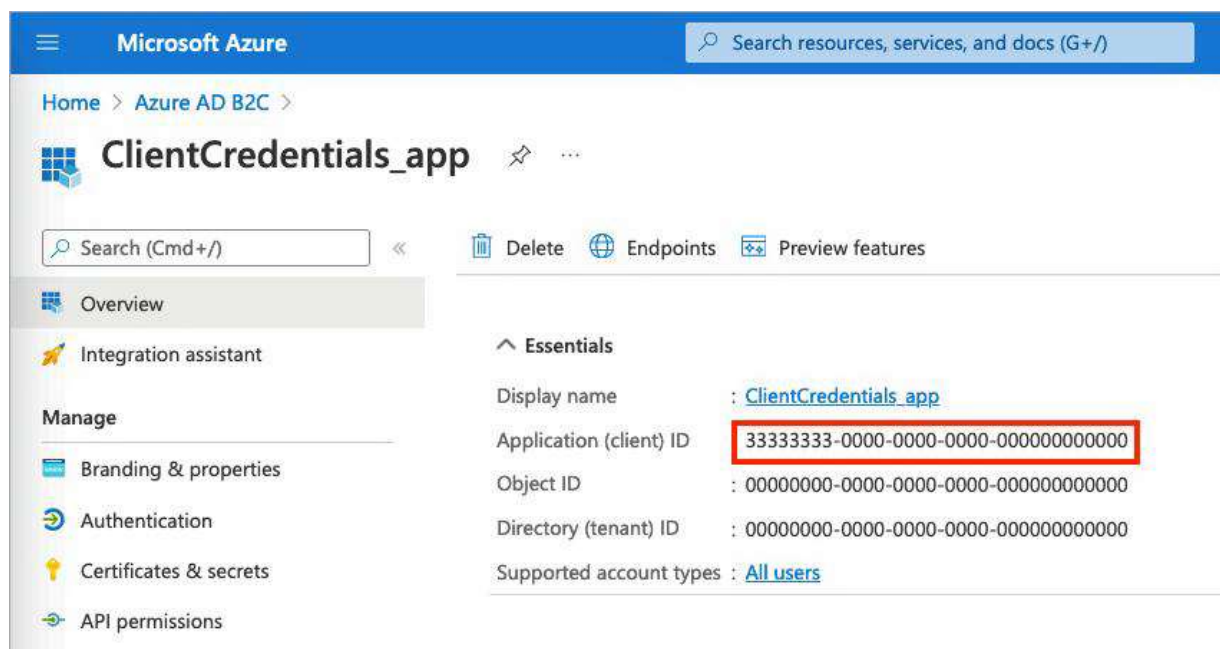 Microsoft Azure
Search resources, services, and docs (G+/)
Home > Azure AD B2C >
ClientCredentials_app
Search (Cmd+/)
Delete
Endpoints
Preview features
Overview
Integration assistant
Manage
Branding & properties
Authentication
Certificates & secrets
API permissions
Essentials
Display name : ClientCredentials_app
Application (client) ID 33333333-0000-0000-0000-000000000000
Object ID : 00000000-0000-0000-0000-000000000000
Directory (tenant) ID : 00000000-0000-0000-0000-000000000000
Supported account types : All users